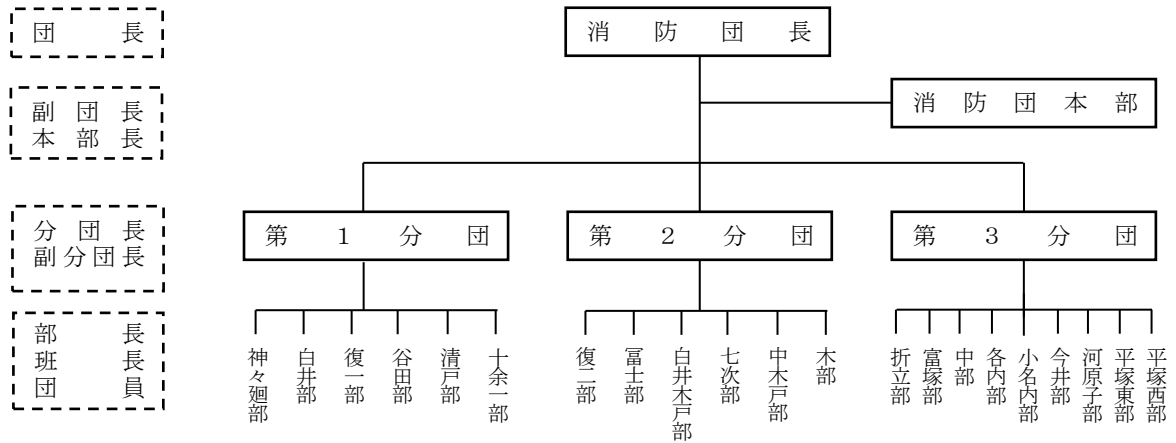 団長
消防団長
副団長
本部長
消防団本部
分団長
副分団長
第1分団
第2分団
第3分団
部長
班長
団員
神々廻部
白井部
復一部
谷田部
清戸部
十余一部
復二部
冨士部
白井木戸部
七次部
中木戸部
木部
折立部
富塚部
中部
各内部
小名内部
今井部
河原子部
平塚東部
平塚西部